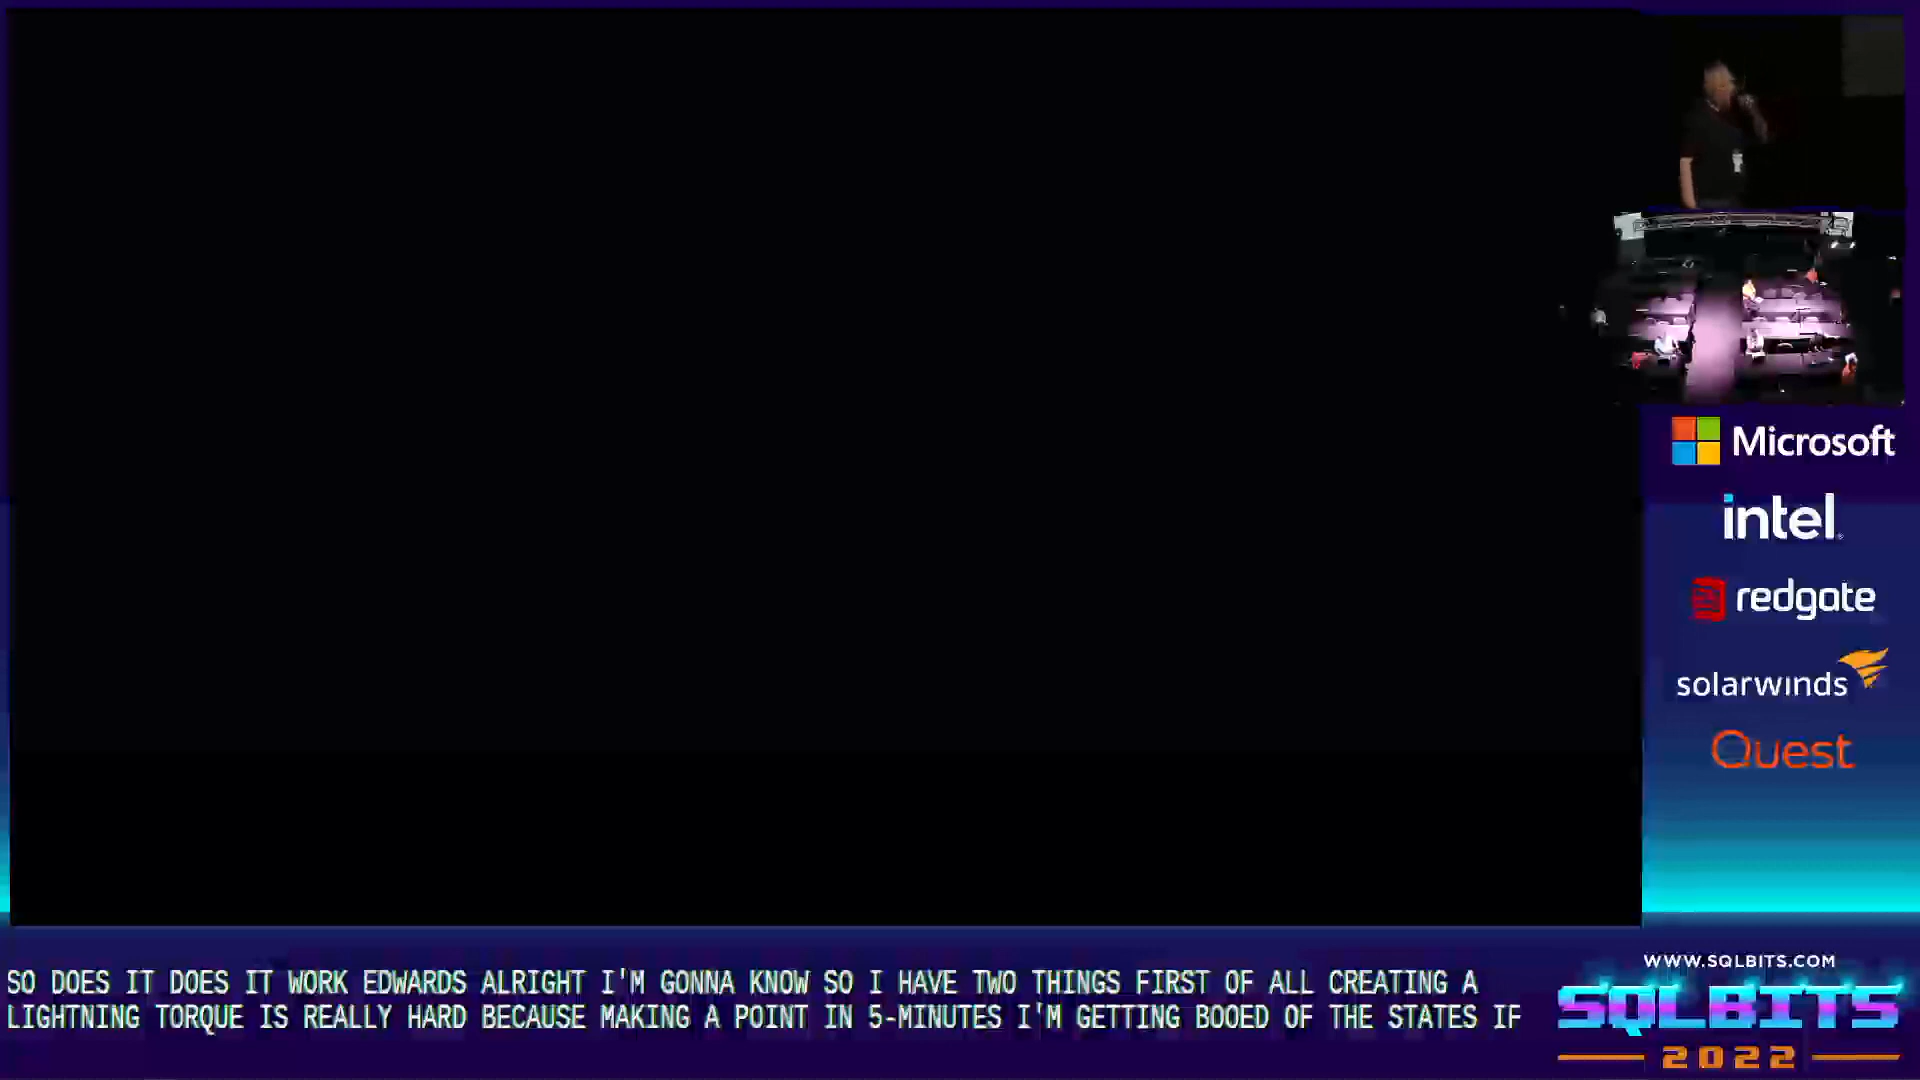 Microsoft
intel.
redgate
solarwinds
Quest
WWW.SQLBITS.COM
SQLBITS
2022
SO DOES IT DOES IT WORK EDWARDS ALRIGHT I'M GONNA KNOW SO I HAVE TWO THINGS FIRST OF ALL CREATING A
LIGHTNING TORQUE IS REALLY HARD BECAUSE MAKING A POINT IN 5-MINUTES I'M GETTING BOOED OF THE STATES IF